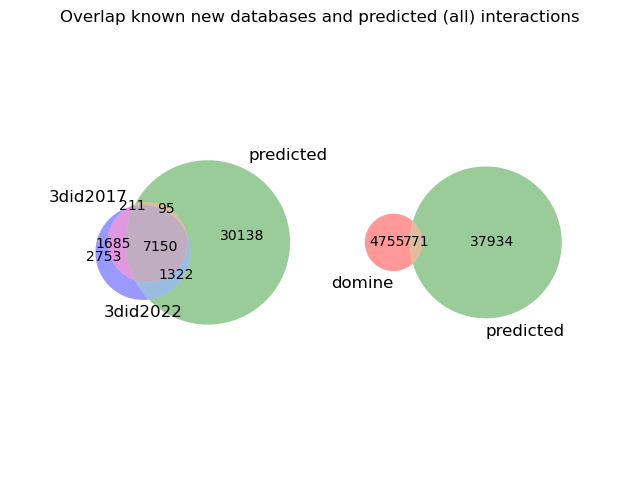 Overlap known new databases and predicted (all) interactions
predicted
3did2017
211
95
1685
7150
30138
2753
1322
3did2022
4755
771
37934
domine
predicted